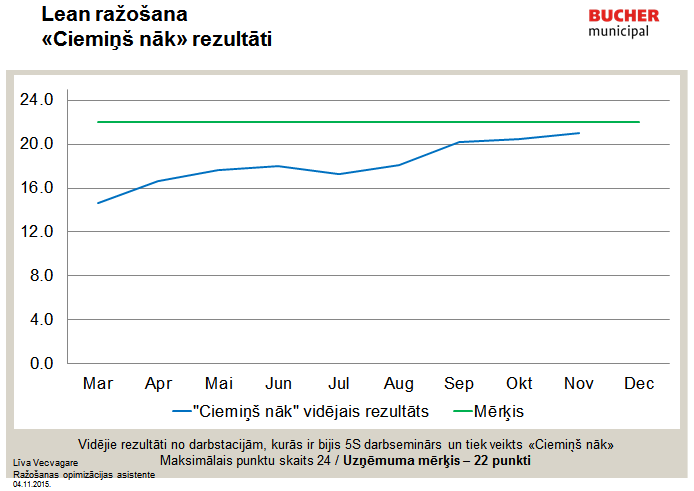 Lean ražošana
«Ciemiņš nāk» rezultāti
BUCHER
municipal
24.0
20.0
16.0
12.0
8.0
4.0
0.0
Mar Apr Mai Jun Jul Aug Sep Okt Nov Dec
"Ciemiņš nāk" vidējais rezultāts Mērķis
Vidējie rezultāti no darbstacijām, kurās ir bijis 5S darbseminārs un tiek veikts «Ciemiņš nāk»
Maksimālais punktu skaits 24 / Uzņēmuma mērķis – 22 punkti
Līva Vecvagare
Ražošanas opimizācijas asistente
04.11.2015.